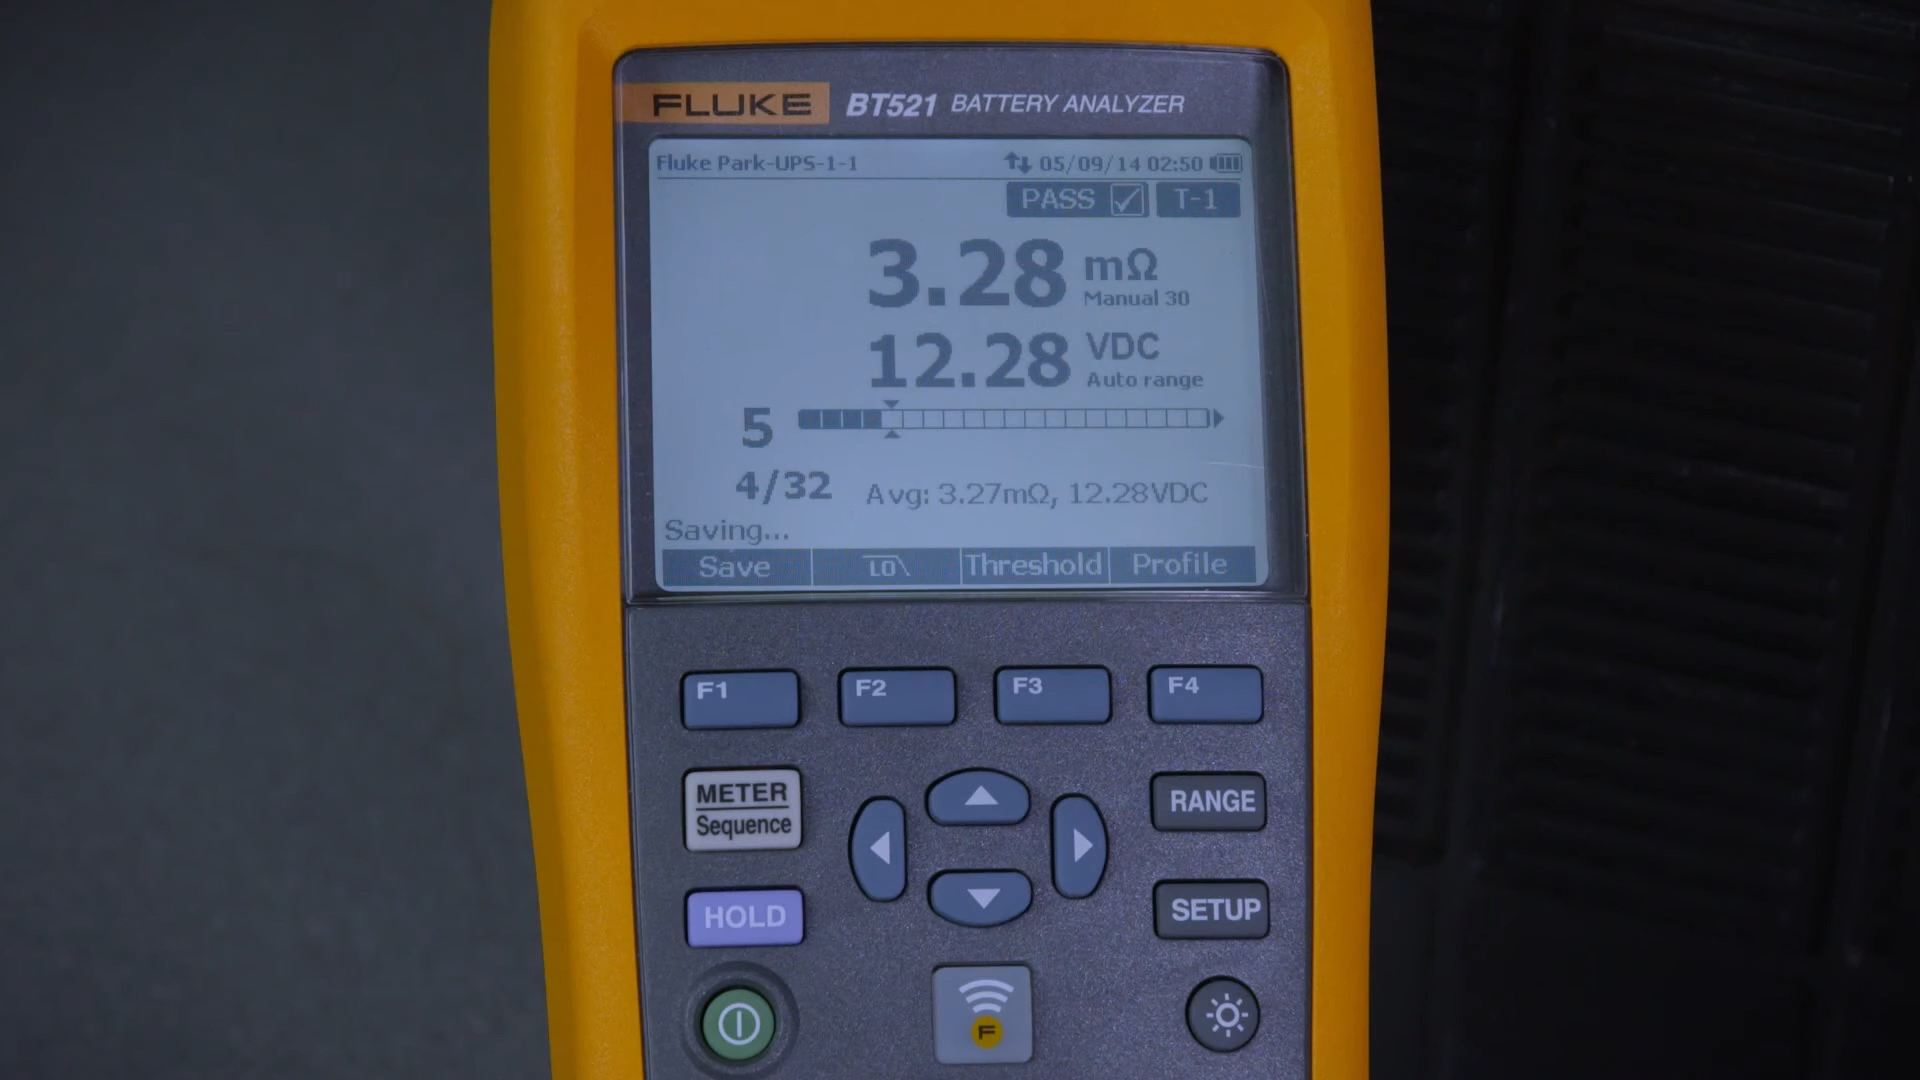 FLUKE BT521 BATTERY ANALYZER
Fluke Park-UPS-1-1 05/09/14 02:50
PASS T-1
3.28 mΩ
Manual 30
12.28 VDC
Auto range
5
4/32 Avg: 3.27mΩ, 12.28VDC
Saving...
Save LO Threshold Profile
F1 F2 F3 F4
METER
Sequence
RANGE
HOLD
SETUP
F